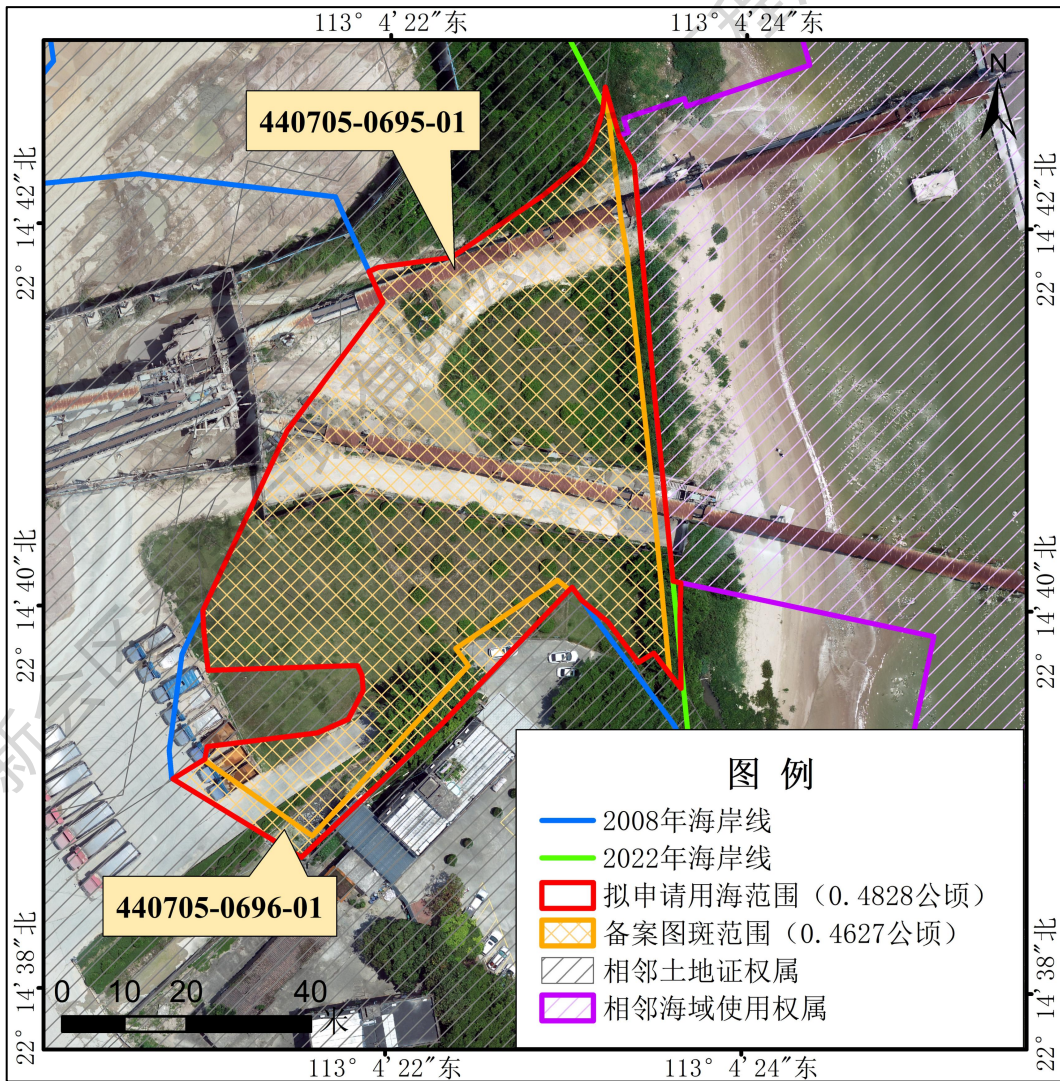 113° 4′22″东
113° 4′24″东
N
440705-0695-01
22° 14′42″北
22° 14′42″北
22° 14′40″北
22° 14′40″北
440705-0696-01
22° 14′38″北
22° 14′38″北
0 10 20 40
米
图 例
2008年海岸线
2022年海岸线
拟申请用海范围（0.4828公顷）
备案图斑范围（0.4627公顷）
相邻土地证权属
相邻海域使用权属
113° 4′22″东
113° 4′24″东